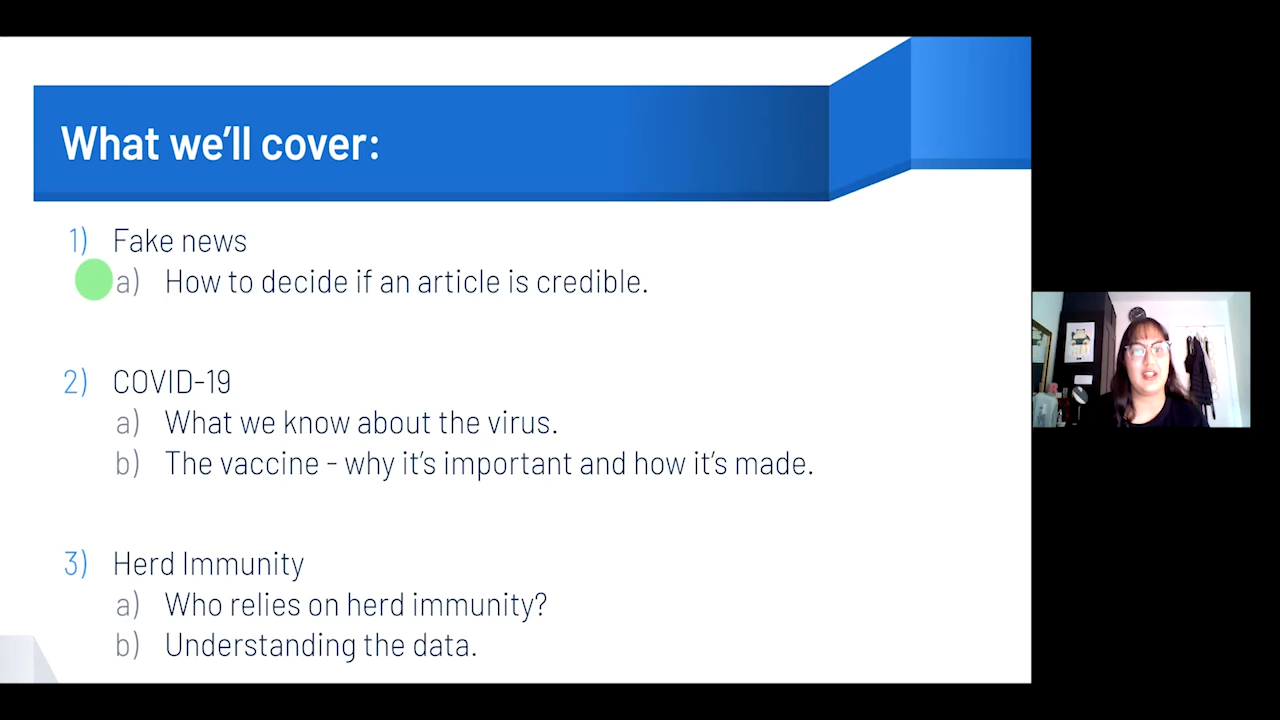 What we'll cover:
1) Fake news
a) How to decide if an article is credible.
2) COVID-19
a) What we know about the virus.
b) The vaccine - why it's important and how it's made.
3) Herd Immunity
a) Who relies on herd immunity?
b) Understanding the data.